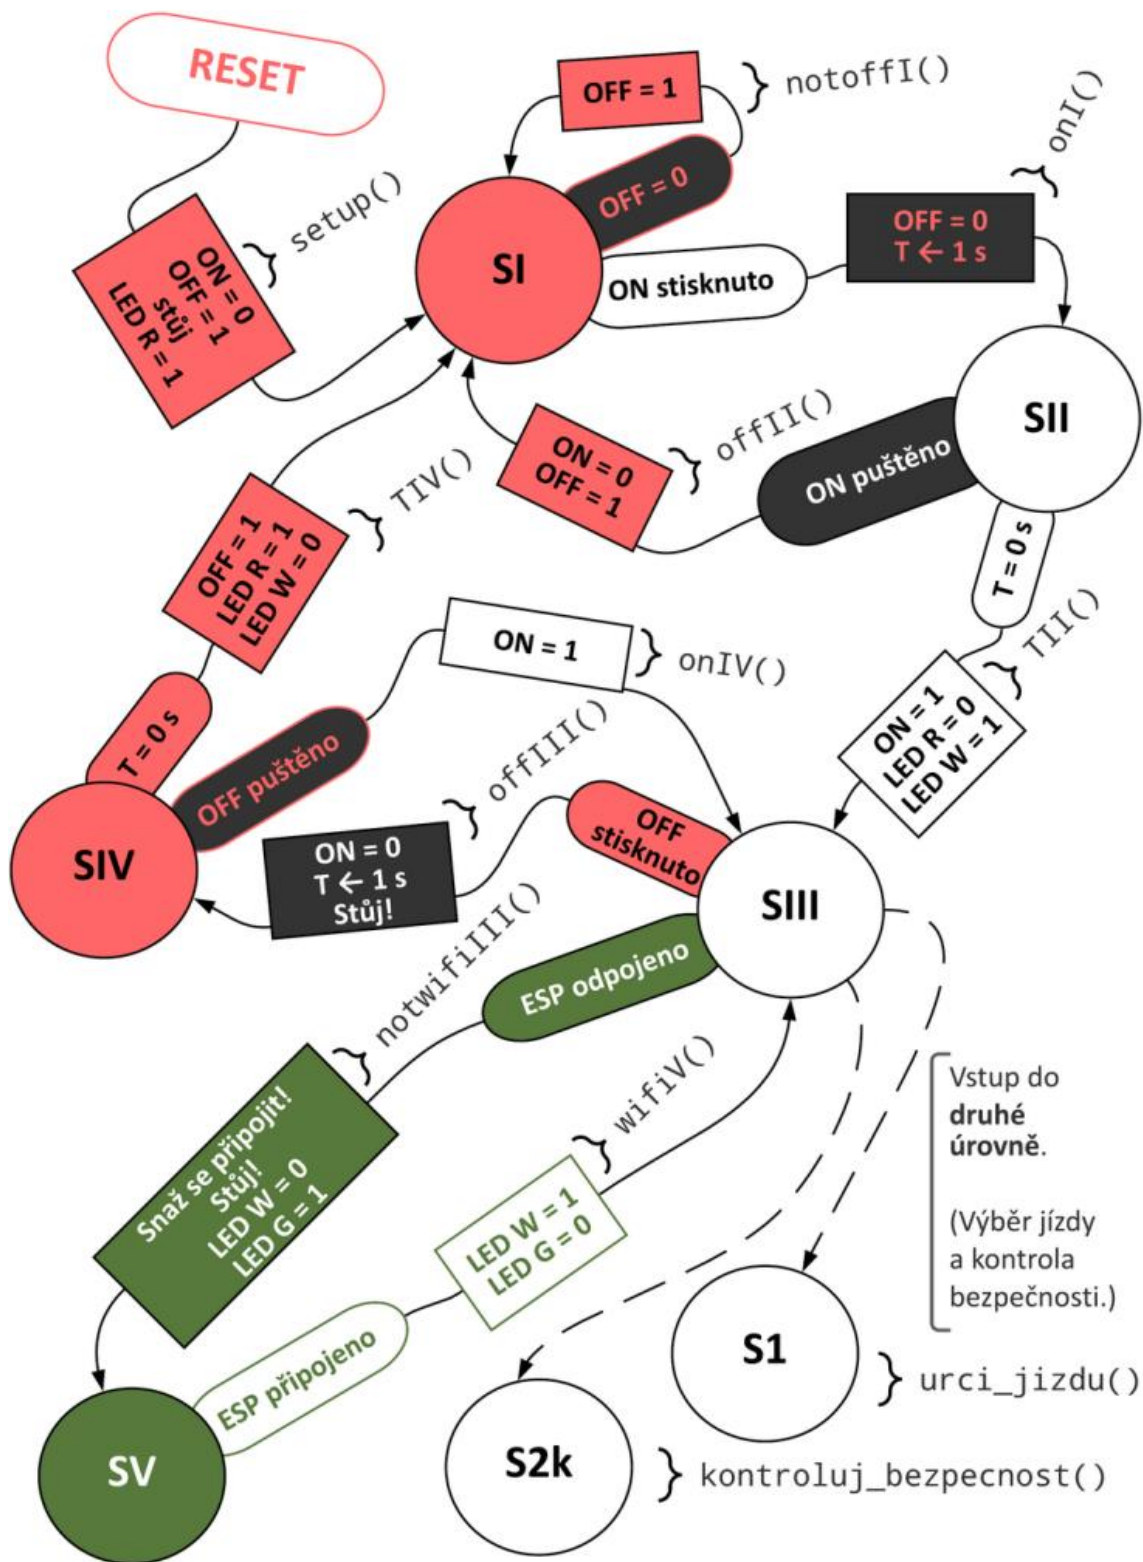 RESET
OFF = 1
notoffI()
onI()
setup()
ON = 0
OFF = 1
stůj
LED R = 1
OFF = 0
SI
ON stisknuto
OFF = 0
T ← 1 s
SII
offII()
ON = 0
OFF = 1
ON puštěno
TIV()
OFF = 1
LED R = 1
LED W = 0
T = 0 s
TII()
ON = 1
onIV()
ON = 1
LED R = 0
LED W = 1
T = 0 s
OFF puštěno
offIII()
OFF
stisknuto
SIV
ON = 0
T ← 1 s
Stůj!
SIII
notwifiIII()
ESP odpojeno
wifiV()
Snaž se připojit!
Stůj!
LED W = 0
LED G = 1
LED W = 1
LED G = 0
Vstup do
druhé
úrovně.
(Výběr jízdy
a kontrola
bezpečnosti.)
ESP připojeno
S1
urci_jizdu()
SV
S2k
kontroluj_bezpecnost()